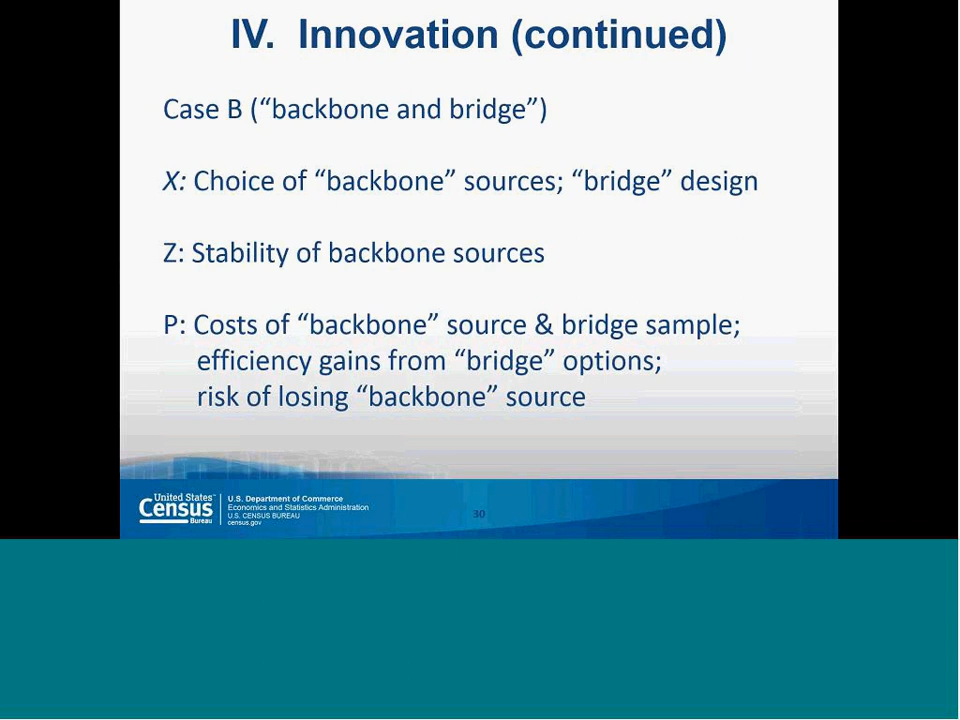 IV.  Innovation (continued)
Case B (“backbone and bridge”)
X: Choice of “backbone” sources; “bridge” design
Z: Stability of backbone sources
P: Costs of “backbone” source & bridge sample;
efficiency gains from “bridge” options;
risk of losing “backbone” source
United States™
Census
Bureau
U.S. Department of Commerce
Economics and Statistics Administration
U.S. CENSUS BUREAU
census.gov
30